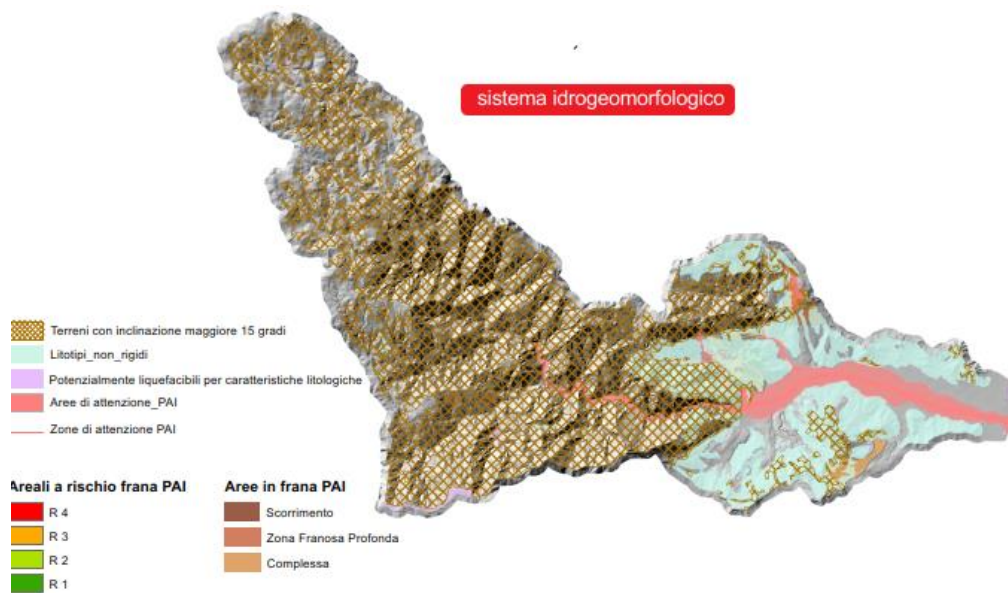 sistema idrogeomorfologico
Terreni con inclinazione maggiore 15 gradi
Litotipi_non_rigidi
Potenzialmente liquefacibili per caratteristiche litologiche
Aree di attenzione_PAI
Zone di attenzione PAI
Areali a rischio frana PAI
R 4
R 3
R 2
R 1
Aree in frana PAI
Scorrimento
Zona Franosa Profonda
Complessa